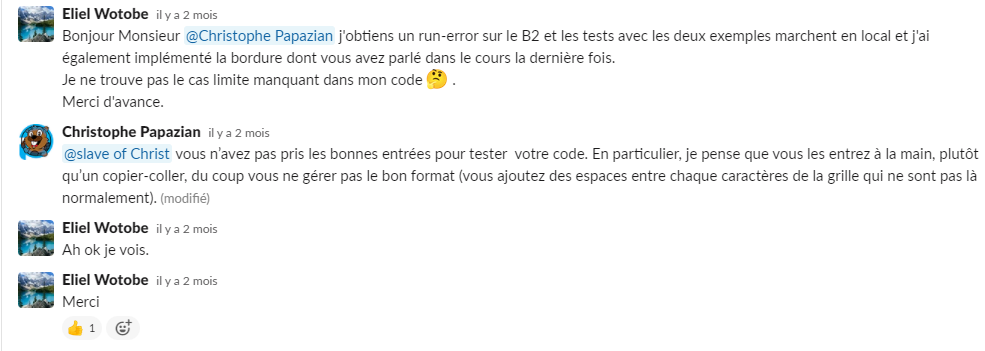 Eliel Wotobe il y a 2 mois
Bonjour Monsieur @Christophe Papazian j'obtiens un run-error sur le B2 et les tests avec les deux exemples marchent en local et j'ai
également implémenté la bordure dont vous avez parlé dans le cours la dernière fois.
Je ne trouve pas le cas limite manquant dans mon code 🤔 .
Merci d'avance.
Christophe Papazian il y a 2 mois
@slave of Christ vous n'avez pas pris les bonnes entrées pour tester votre code. En particulier, je pense que vous les entrez à la main, plutôt
qu'un copier-coller, du coup vous ne gérer pas le bon format (vous ajoutez des espaces entre chaque caractères de la grille qui ne sont pas là
normalement). (modifié)
Eliel Wotobe il y a 2 mois
Ah ok je vois.
Eliel Wotobe il y a 2 mois
Merci
👍 1